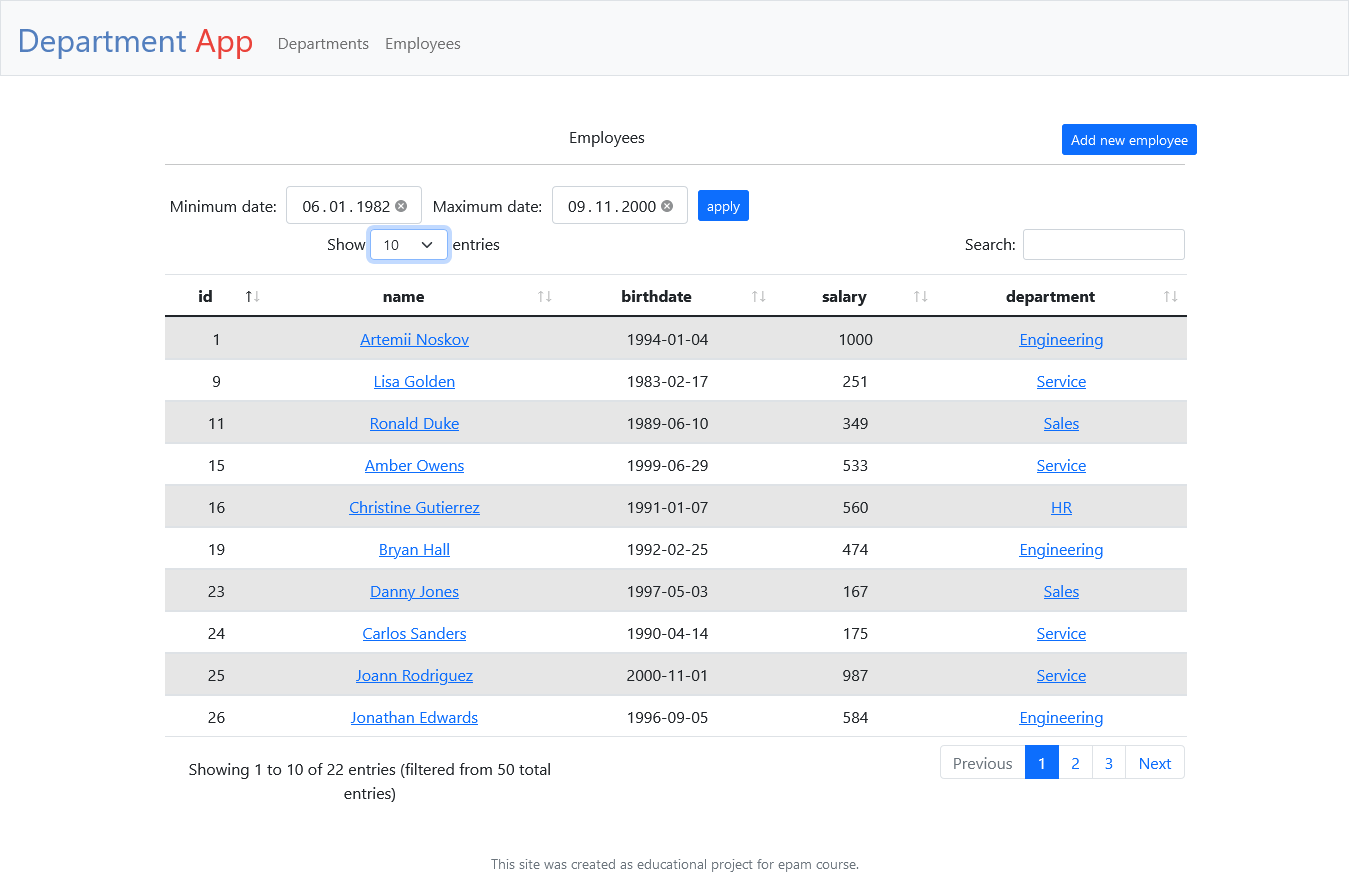 Department App Departments Employees
Employees Add new employee
Minimum date: 06.01.1982 Maximum date: 09.11.2000 apply
Show 10 entries Search:
id name birthdate salary department
1 Artemii Noskov 1994-01-04 1000 Engineering
9 Lisa Golden 1983-02-17 251 Service
11 Ronald Duke 1989-06-10 349 Sales
15 Amber Owens 1999-06-29 533 Service
16 Christine Gutierrez 1991-01-07 560 HR
19 Bryan Hall 1992-02-25 474 Engineering
23 Danny Jones 1997-05-03 167 Sales
24 Carlos Sanders 1990-04-14 175 Service
25 Joann Rodriguez 2000-11-01 987 Service
26 Jonathan Edwards 1996-09-05 584 Engineering
Previous 1 2 3 Next
Showing 1 to 10 of 22 entries (filtered from 50 total
entries)
This site was created as educational project for epam course.